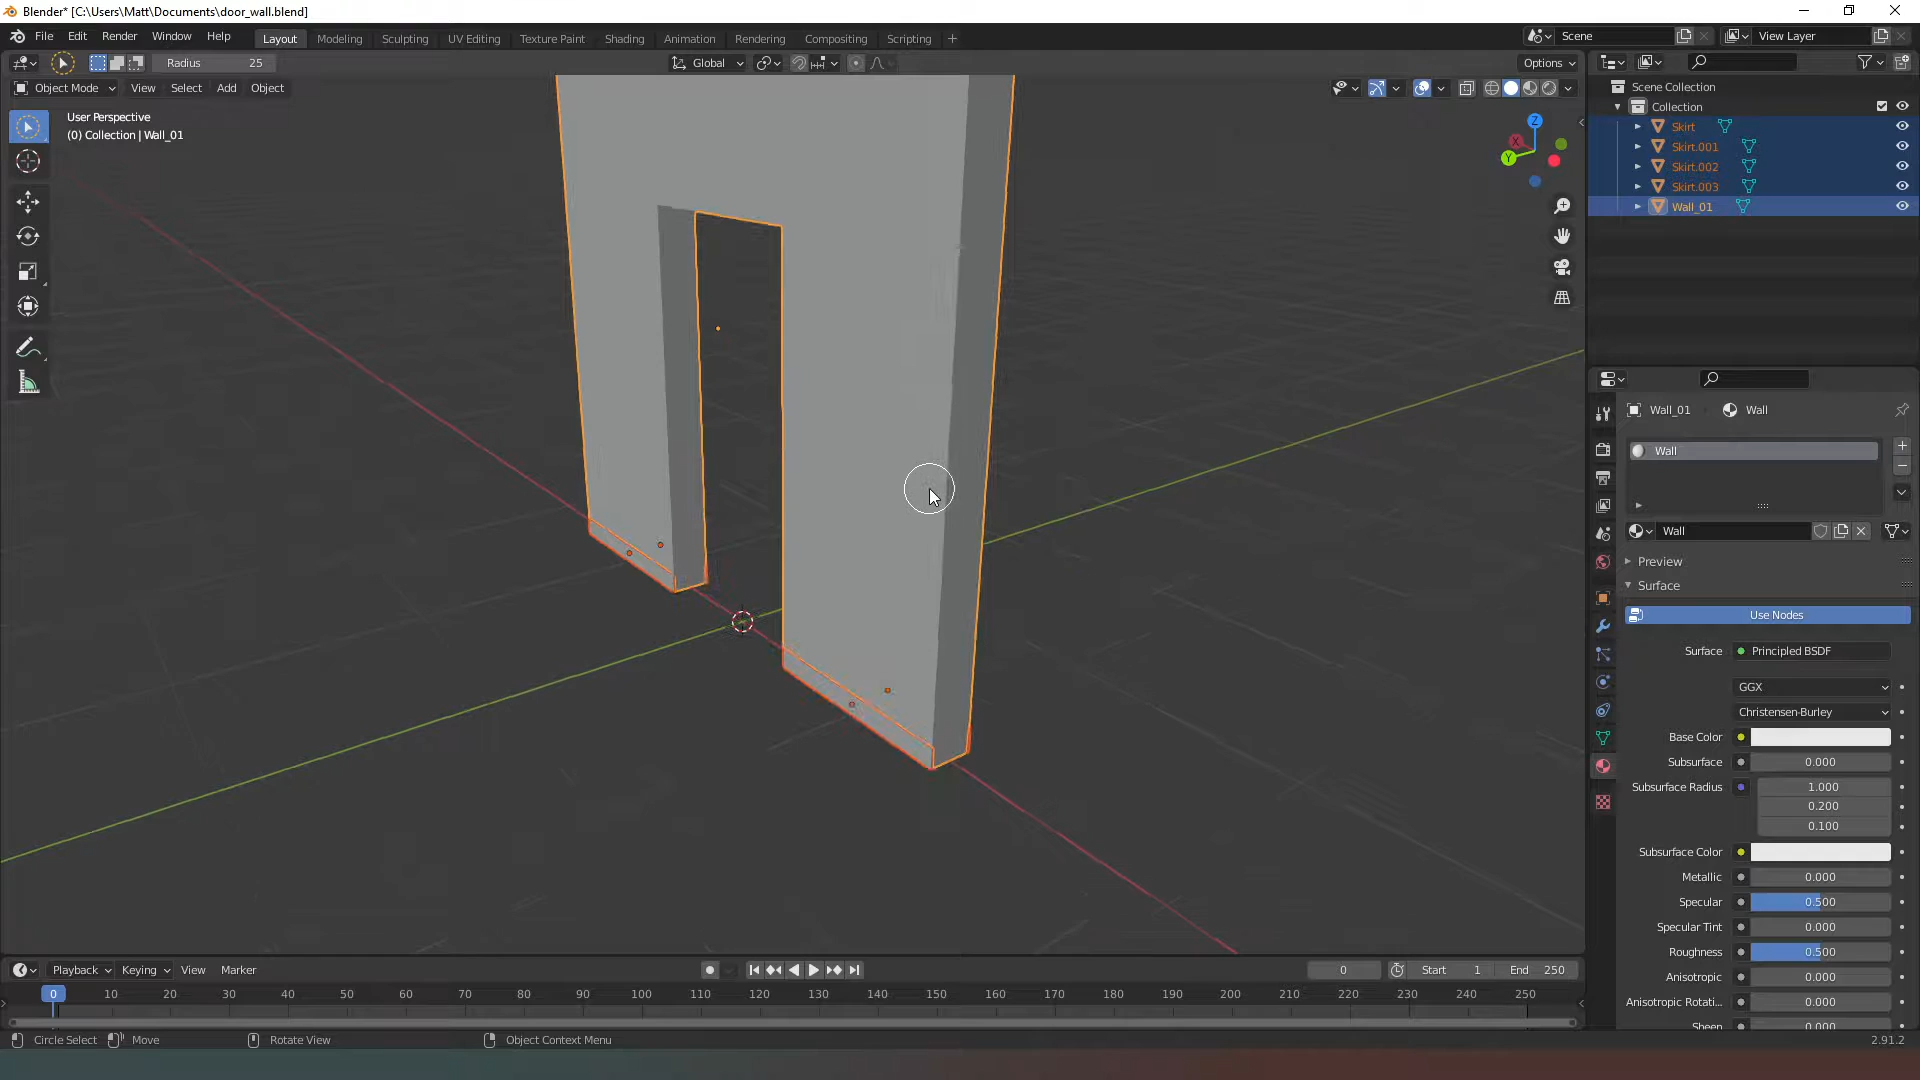 Blender* [C:\Users\Matt\Documents\door_wall.blend]
File Edit Render Window Help Layout Modeling Sculpting UV Editing Texture Paint Shading Animation Rendering Compositing Scripting + Scene View Layer
Radius 25 Global Options
Object Mode View Select Add Object
User Perspective
(0) Collection | Wall_01
Z
X
Y
Scene Collection
Collection
Skirt
Skirt.001
Skirt.002
Skirt.003
Wall_01
Wall_01 Wall
Wall
Wall
Preview
Surface
Use Nodes
Surface Principled BSDF
GGX
Christensen-Burley
Base Color
Subsurface 0.000
Subsurface Radius 1.000
0.200
0.100
Subsurface Color
Metallic 0.000
Specular 0.500
Specular Tint 0.000
Roughness 0.500
Anisotropic 0.000
Anisotropic Rotati... 0.000
Sheen 0.000
Playback Keying View Marker 0 Start 1 End 250
0 10 20 30 40 50 60 70 80 90 100 110 120 130 140 150 160 170 180 190 200 210 220 230 240 250
Circle Select Move Rotate View Object Context Menu 2.91.2